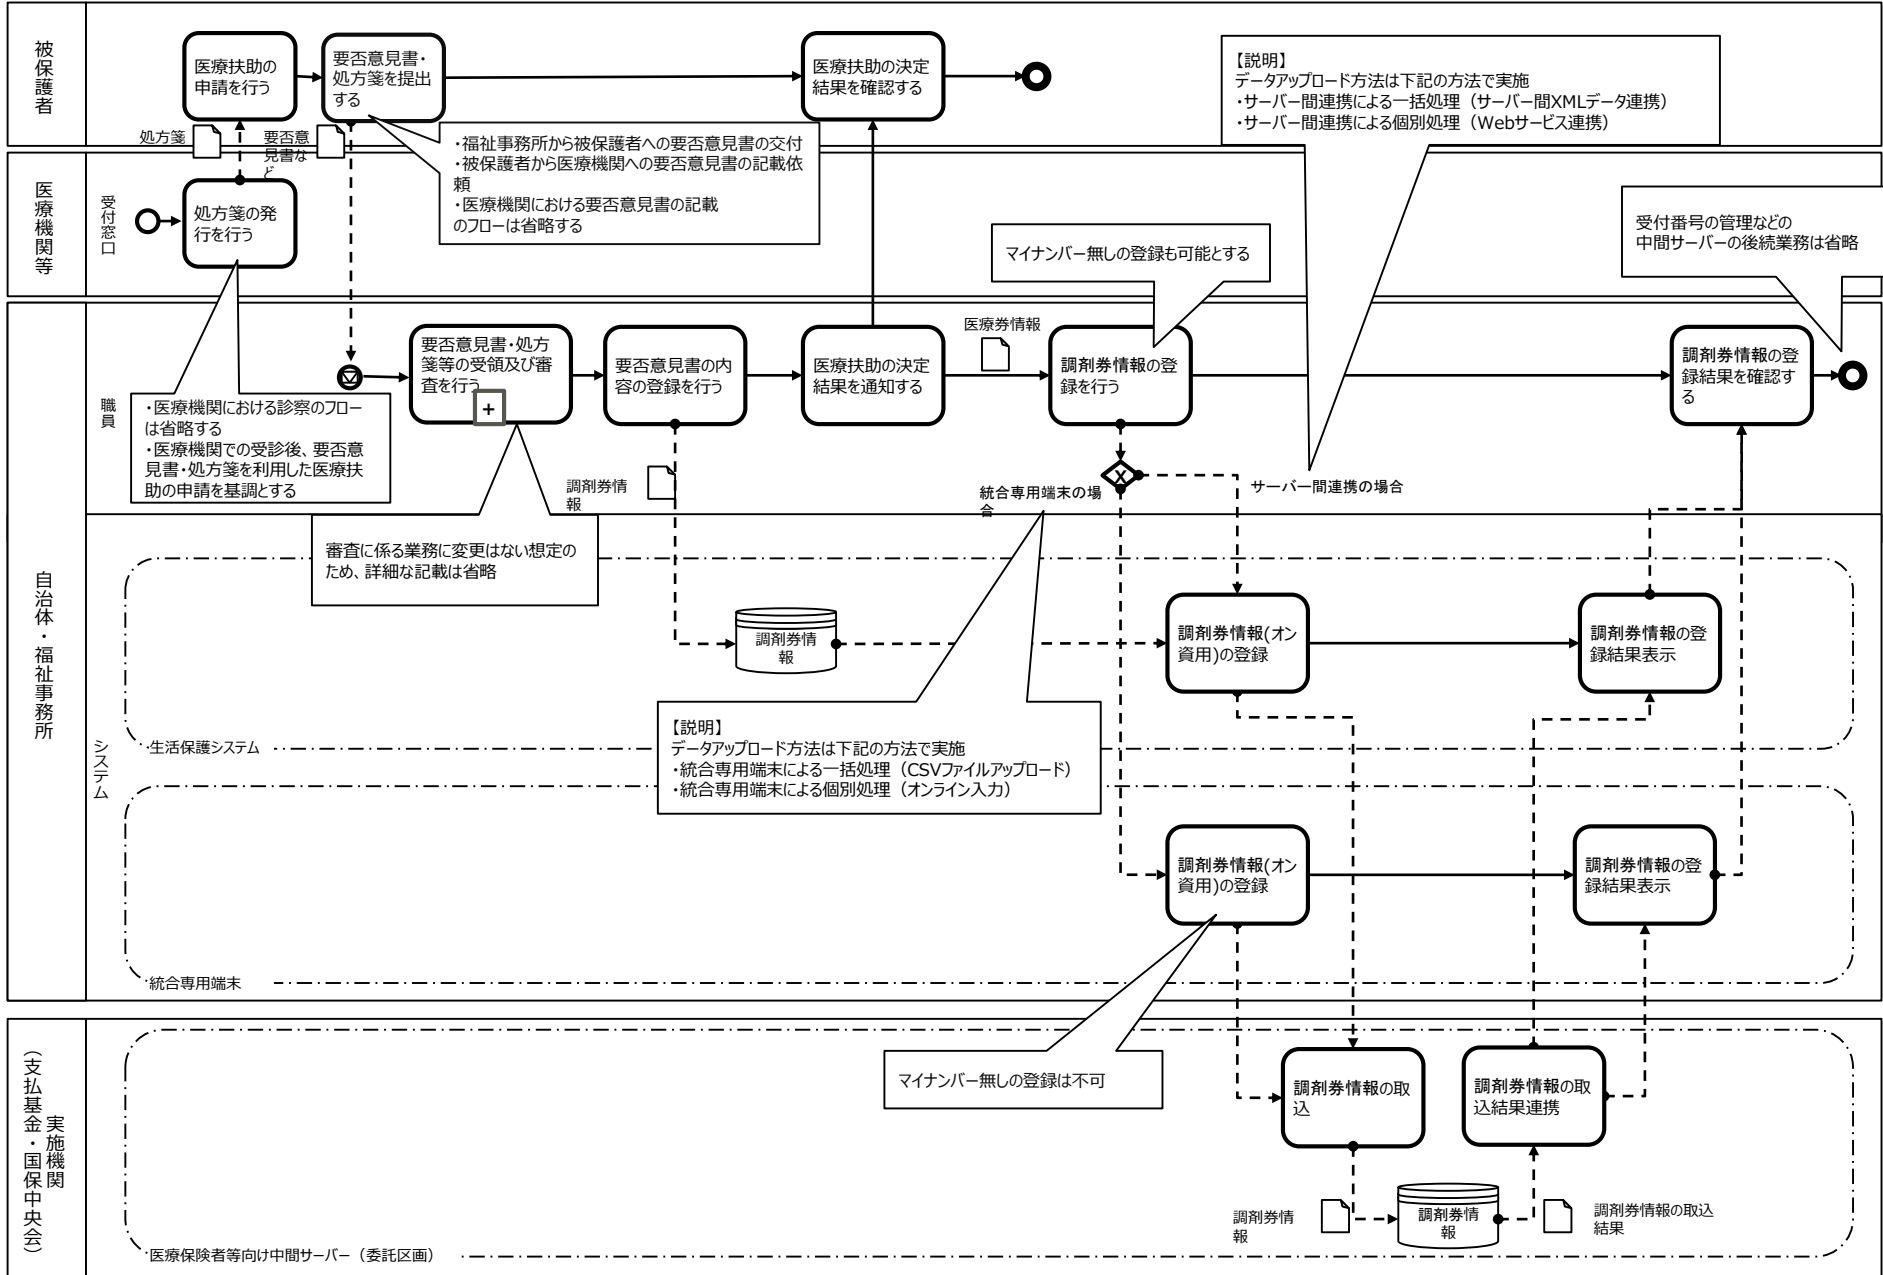 被保護者
医療扶助の
申請を行う
要否意見書・
処方箋を提出
する
医療扶助の決定
結果を確認する
【説明】
データアップロード方法は下記の方法で実施
・サーバー間連携による一括処理（サーバー間XMLデータ連携）
・サーバー間連携による個別処理（Webサービス連携）
処方箋
要否意
見書な
ど
・福祉事務所から被保護者への要否意見書の交付
・被保護者から医療機関への要否意見書の記載依
頼
・医療機関における要否意見書の記載
のフローは省略する
医療機関等
受付窓口
処方箋の発
行を行う
マイナンバー無しの登録も可能とする
受付番号の管理などの
中間サーバーの後続業務は省略
自治体・福祉事務所
職員
・医療機関における診察のフロー
は省略する
・医療機関での受診後、要否意
見書・処方箋を利用した医療扶
助の申請を基調とする
要否意見書・処方
箋等の受領及び審
査を行う
+
要否意見書の内
容の登録を行う
医療扶助の決定
結果を通知する
医療券情報
調剤券情報の登
録を行う
調剤券情報の登
録結果を確認す
る
調剤券情
報
X
統合専用端末の場
合
サーバー間連携の場合
審査に係る業務に変更はない想定の
ため、詳細な記載は省略
システム
調剤券情
報
調剤券情報(オン
資用)の登録
調剤券情報の登
録結果表示
【説明】
データアップロード方法は下記の方法で実施
・統合専用端末による一括処理（CSVファイルアップロード）
・統合専用端末による個別処理（オンライン入力）
生活保護システム
調剤券情報(オン
資用)の登録
調剤券情報の登
録結果表示
統合専用端末
実施機関
（支払基金・国保中央会）
マイナンバー無しの登録は不可
調剤券情報の取
込
調剤券情報の取
込結果連携
調剤券情
報
調剤券情
報
調剤券情報の取込
結果
医療保険者等向け中間サーバー（委託区画）